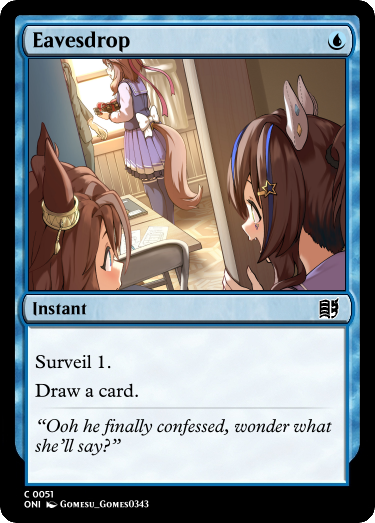 Eavesdrop
Instant
Surveil 1.
Draw a card.
“Ooh he finally confessed, wonder what
she’ll say?”
C 0051
ONI Gomesu_Gomes0343